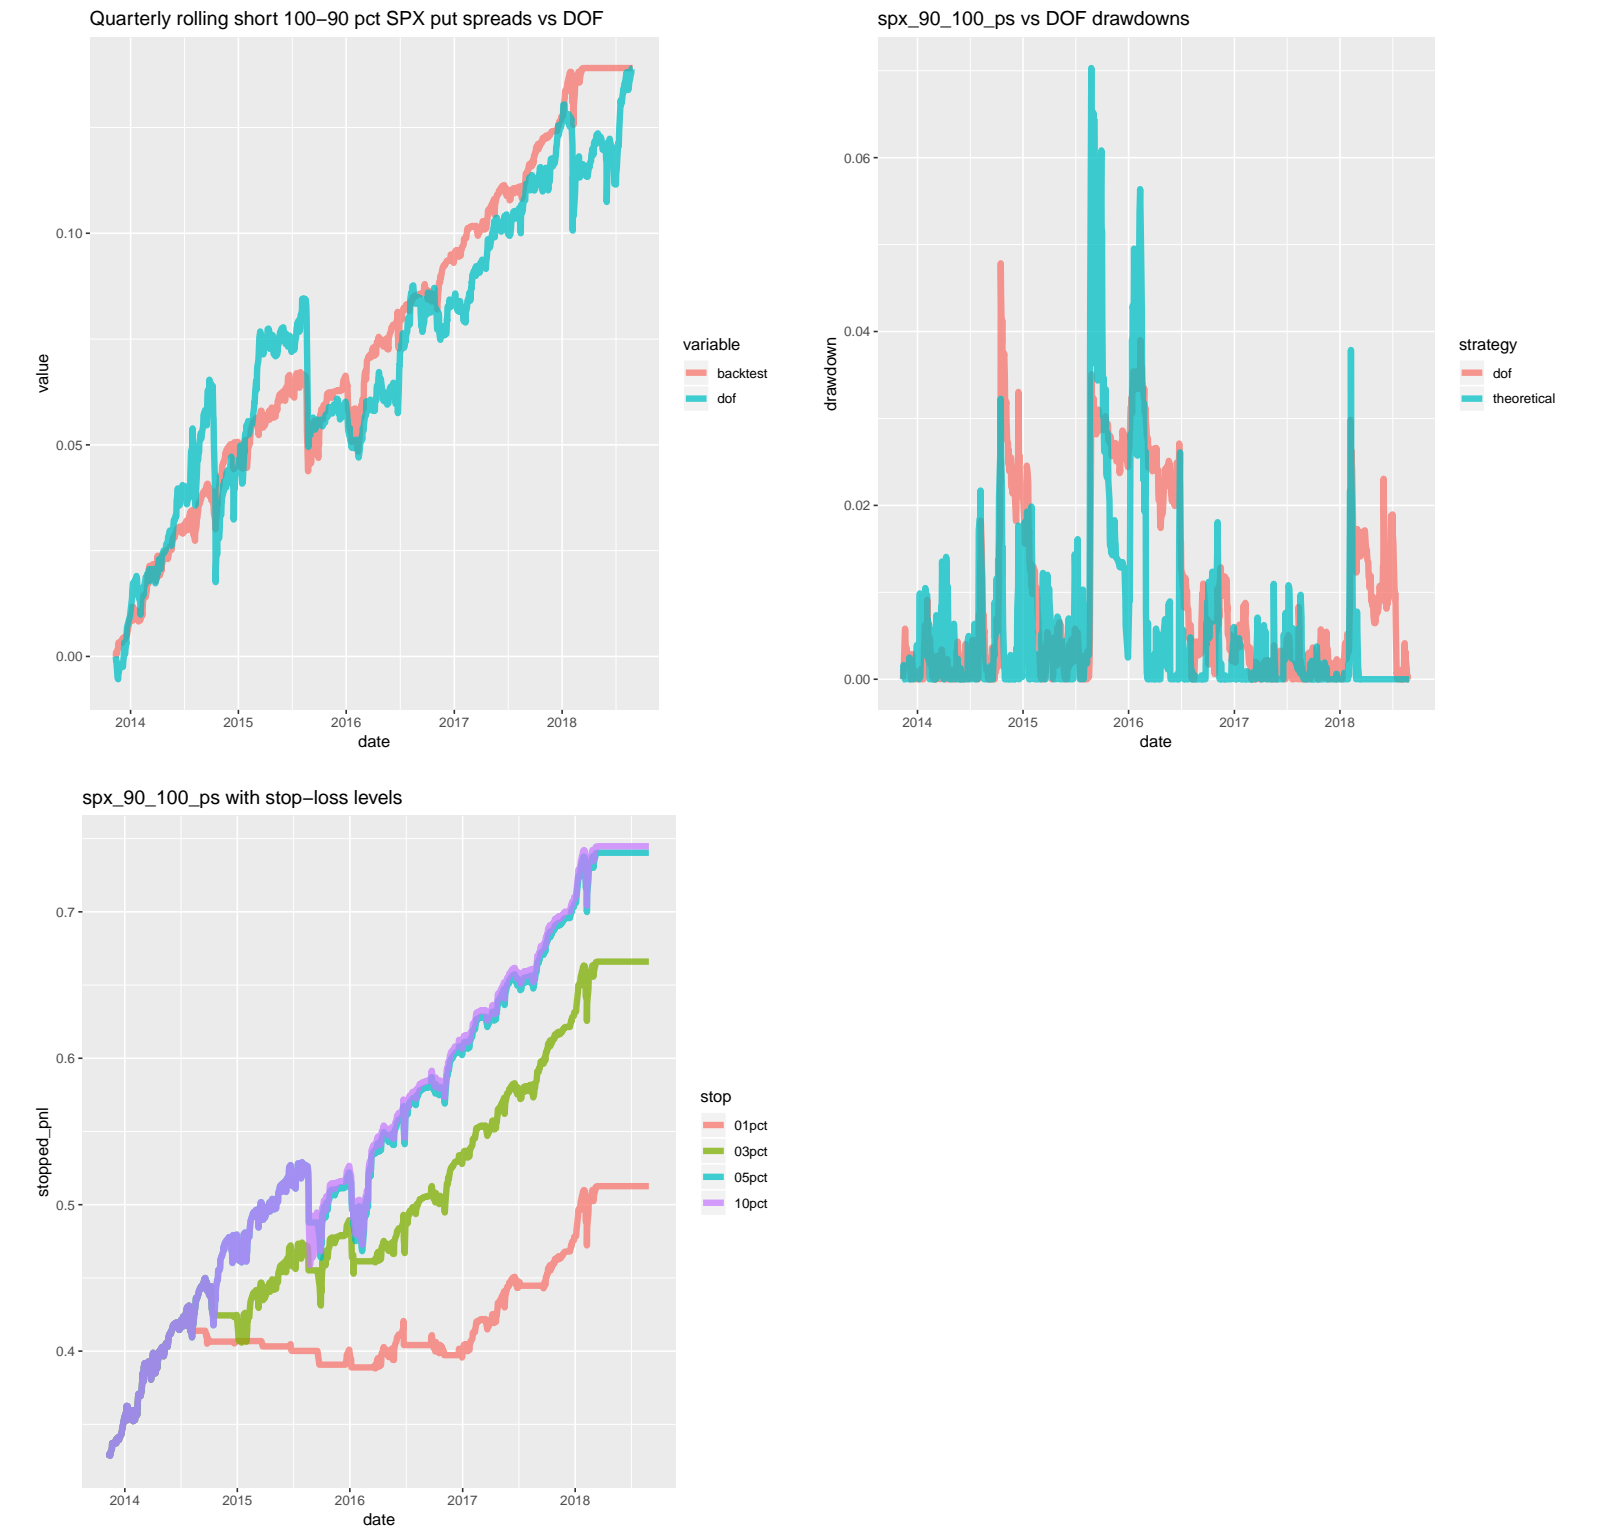 Quarterly rolling short 100−90 pct SPX put spreads vs DOF
0.10
0.05
0.00
value
2014 2015 2016 2017 2018
date
variable
backtest
dof
spx_90_100_ps vs DOF drawdowns
0.06
0.04
0.02
0.00
drawdown
2014 2015 2016 2017 2018
date
strategy
dof
theoretical
spx_90_100_ps with stop−loss levels
0.7
0.6
0.5
0.4
stopped_pnl
2014 2015 2016 2017 2018
date
stop
01pct
03pct
05pct
10pct